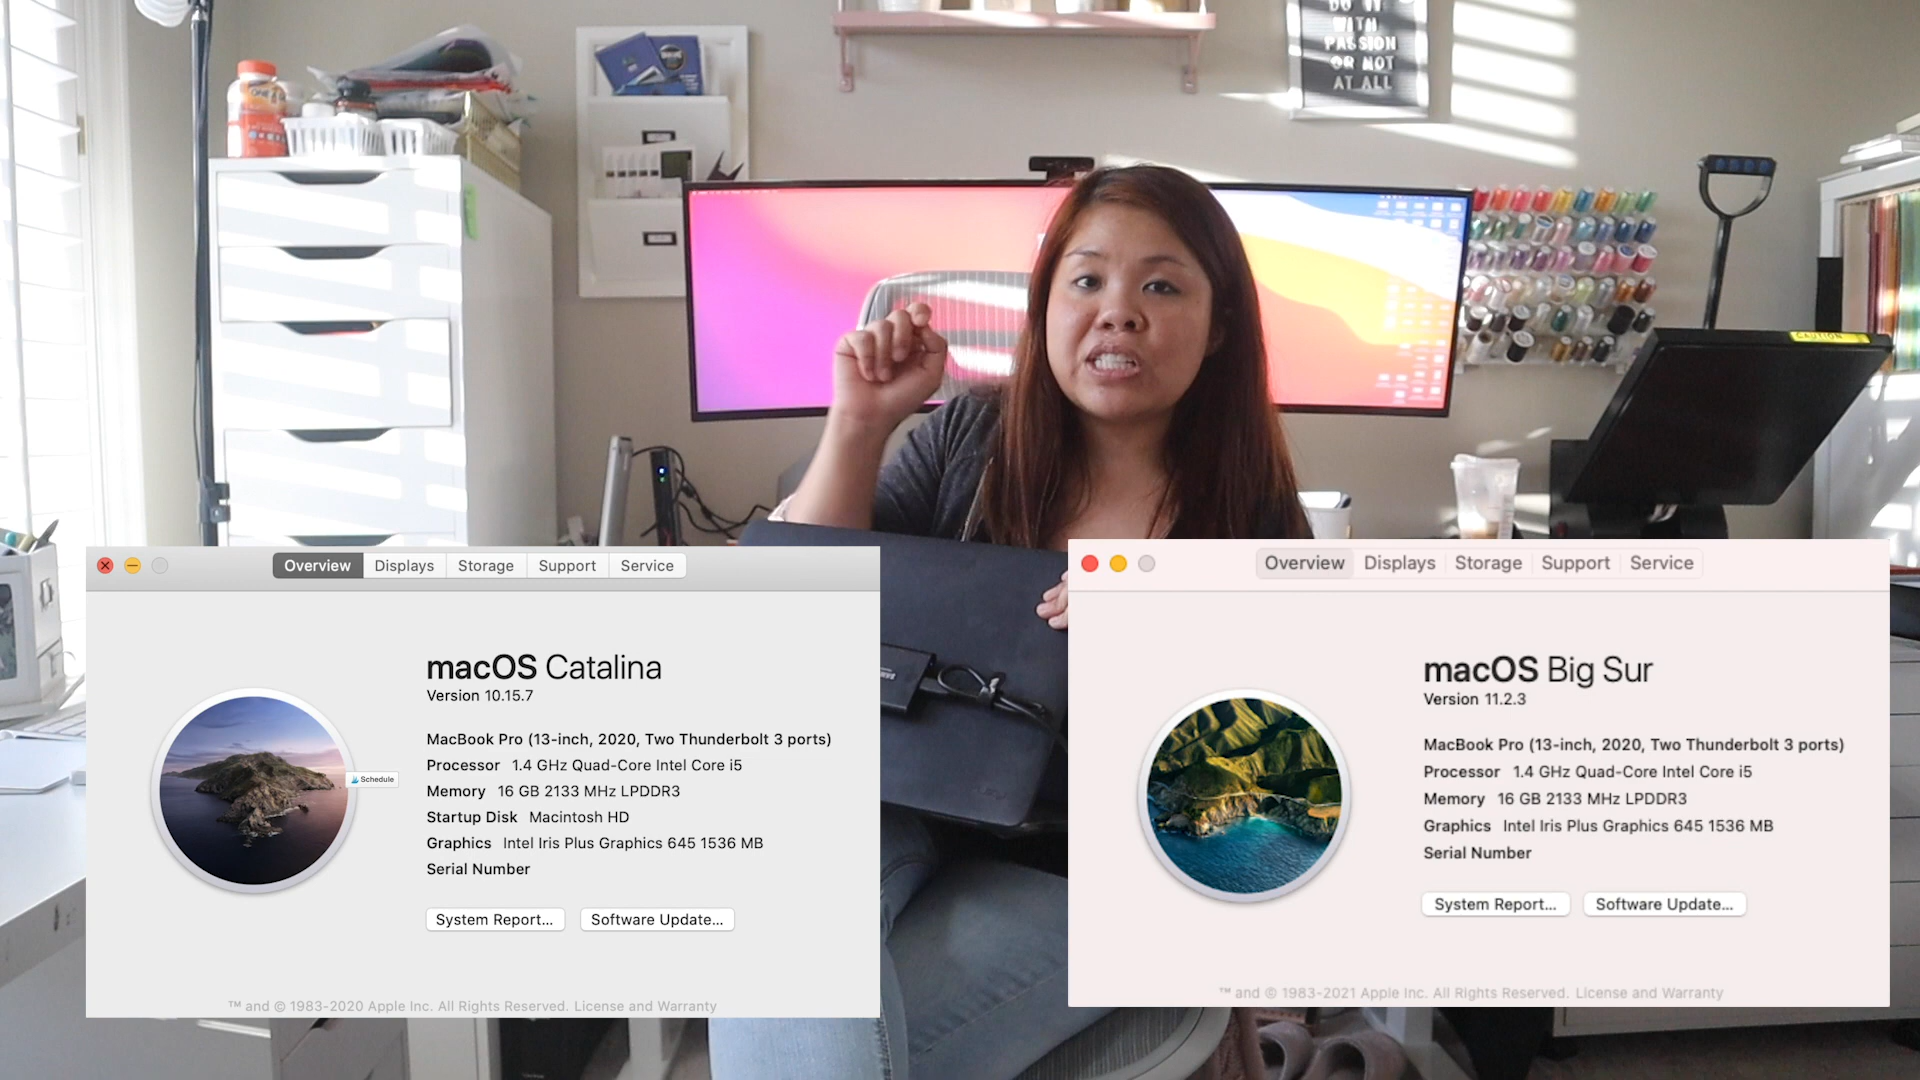 DO IT
WITH
PASSION
OR NOT
AT ALL
ONE A
CAUTION
Overview Displays Storage Support Service
macOS Catalina
Version 10.15.7
MacBook Pro (13-inch, 2020, Two Thunderbolt 3 ports)
Processor 1.4 GHz Quad-Core Intel Core i5
Memory 16 GB 2133 MHz LPDDR3
Startup Disk Macintosh HD
Graphics Intel Iris Plus Graphics 645 1536 MB
Serial Number
Schedule
System Report... Software Update...
™ and © 1983-2020 Apple Inc. All Rights Reserved. License and Warranty
Overview Displays Storage Support Service
macOS Big Sur
Version 11.2.3
MacBook Pro (13-inch, 2020, Two Thunderbolt 3 ports)
Processor 1.4 GHz Quad-Core Intel Core i5
Memory 16 GB 2133 MHz LPDDR3
Graphics Intel Iris Plus Graphics 645 1536 MB
Serial Number
System Report... Software Update...
™ and © 1983-2021 Apple Inc. All Rights Reserved. License and Warranty